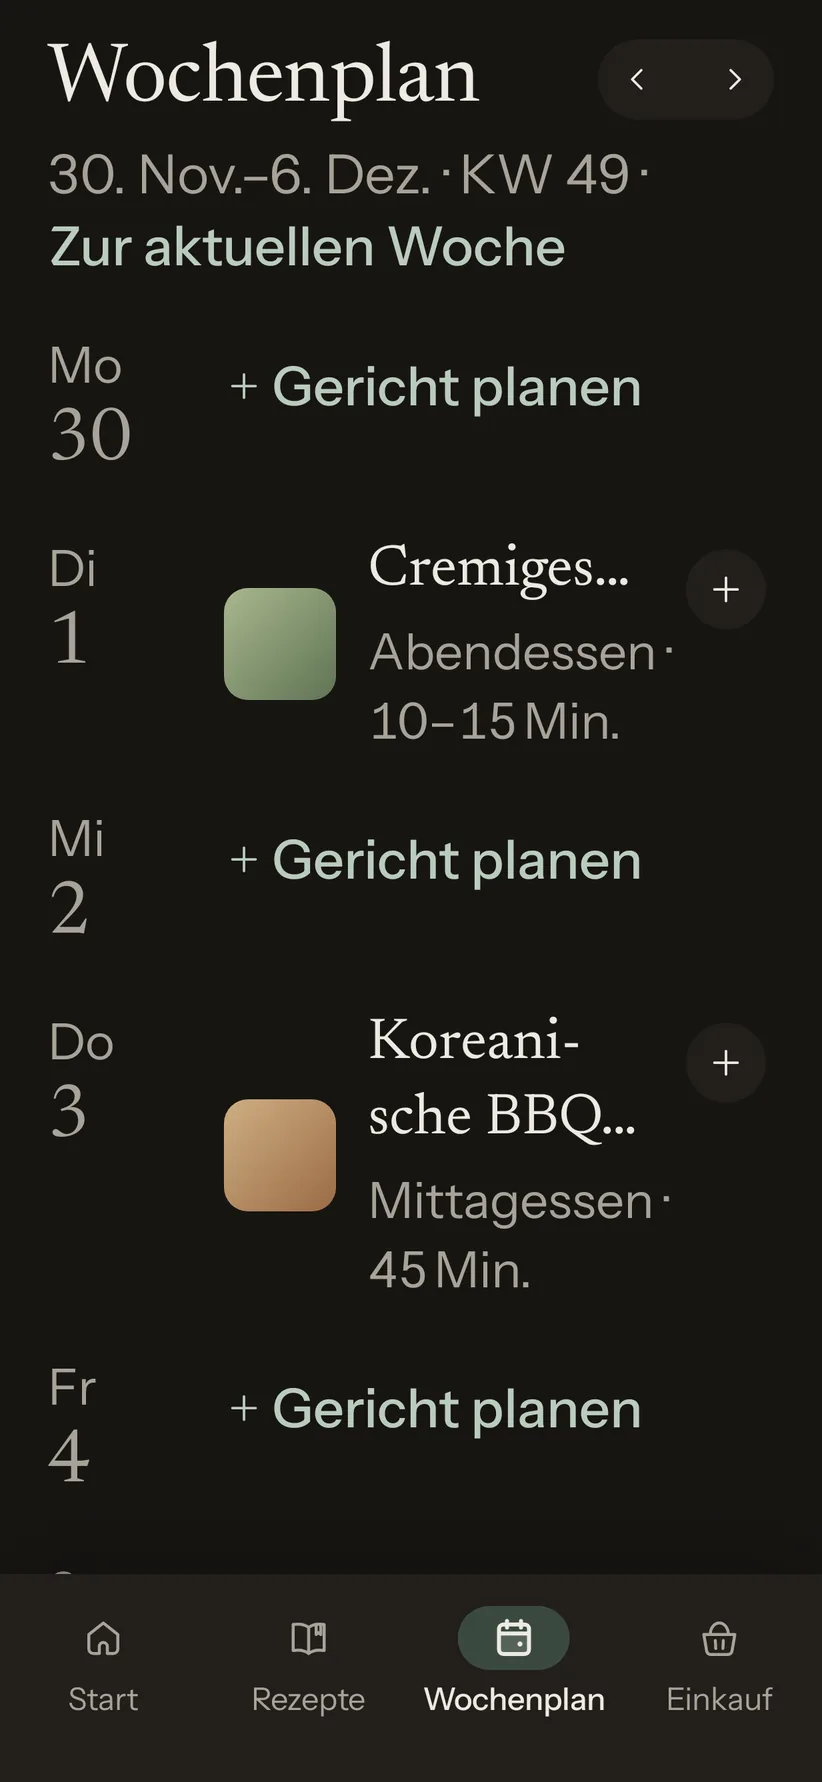 Wochenplan
30. Nov.–6. Dez. · KW 49 ·
Zur aktuellen Woche
Mo
30
+ Gericht planen
Di
1
Cremiges...
Abendessen ·
10–15 Min.
Mi
2
+ Gericht planen
Do
3
Koreani-
sche BBQ...
Mittagessen ·
45 Min.
Fr
4
+ Gericht planen
Start
Rezepte
Wochenplan
Einkauf